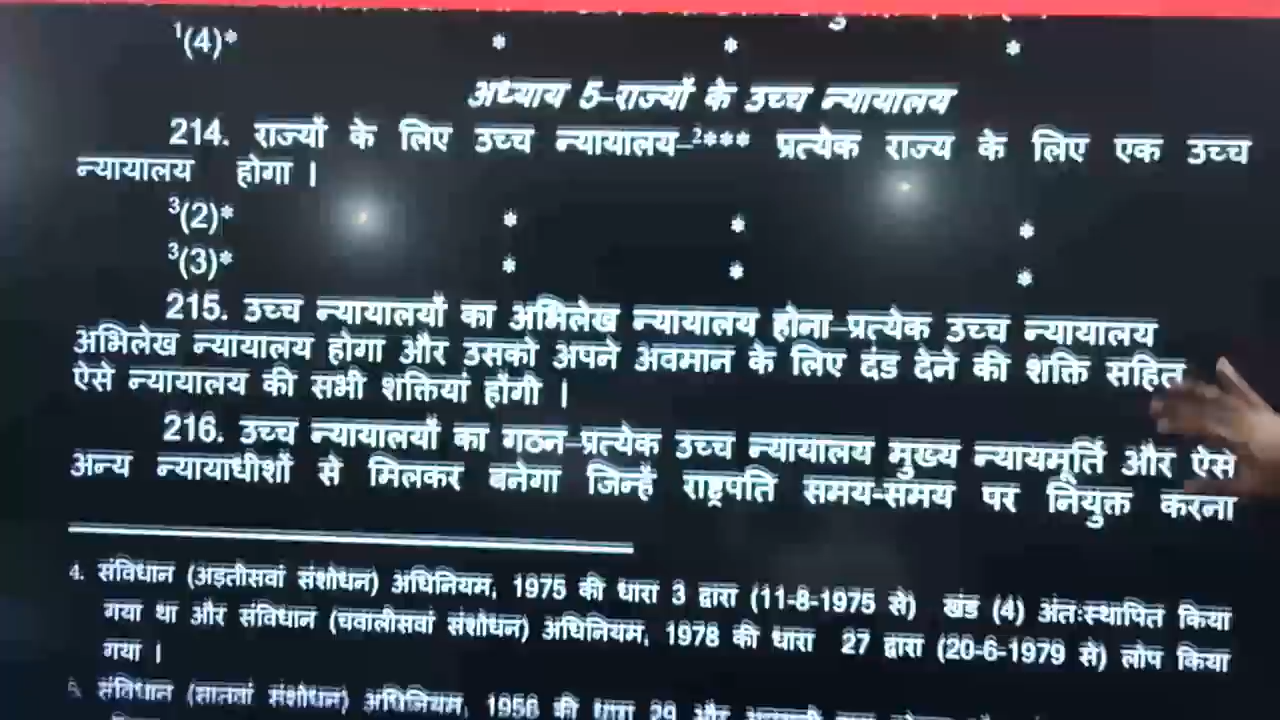 ¹(4)* * * *
अध्याय 5–राज्यों के उच्च न्यायालय
214. राज्यों के लिए उच्च न्यायालय–²*** प्रत्येक राज्य के लिए एक उच्च
न्यायालय होगा ।
³(2)* * * *
³(3)* * * *
215. उच्च न्यायालयों का अभिलेख न्यायालय होना–प्रत्येक उच्च न्यायालय
अभिलेख न्यायालय होगा और उसको अपने अवमान के लिए दंड देने की शक्ति सहित
ऐसे न्यायालय की सभी शक्तियां होंगी ।
216. उच्च न्यायालयों का गठन–प्रत्येक उच्च न्यायालय मुख्य न्यायमूर्ति और ऐसे
अन्य न्यायाधीशों से मिलकर बनेगा जिन्हें राष्ट्रपति समय-समय पर नियुक्त करना
4. संविधान (अड़तीसवां संशोधन) अधिनियम, 1975 की धारा 3 द्वारा (11-8-1975 से) खंड (4) अंतःस्थापित किया
गया था और संविधान (चवालीसवां संशोधन) अधिनियम, 1978 की धारा 27 द्वारा (20-6-1979 से) लोप किया
गया ।
संविधान (सातवां संशोधन) अधिनियम, 1956 की धारा 29 और